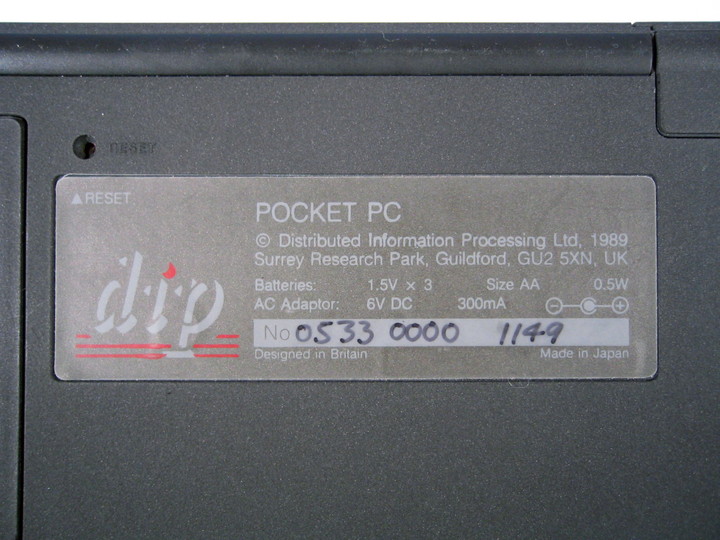 RESET
▲RESET
POCKET PC
© Distributed Information Processing Ltd, 1989
Surrey Research Park, Guildford, GU2 5XN, UK
Batteries: 1.5V × 3 Size AA 0.5W
AC Adaptor: 6V DC 300mA
dip
No 0533 0000 1149
Designed in Britain Made in Japan